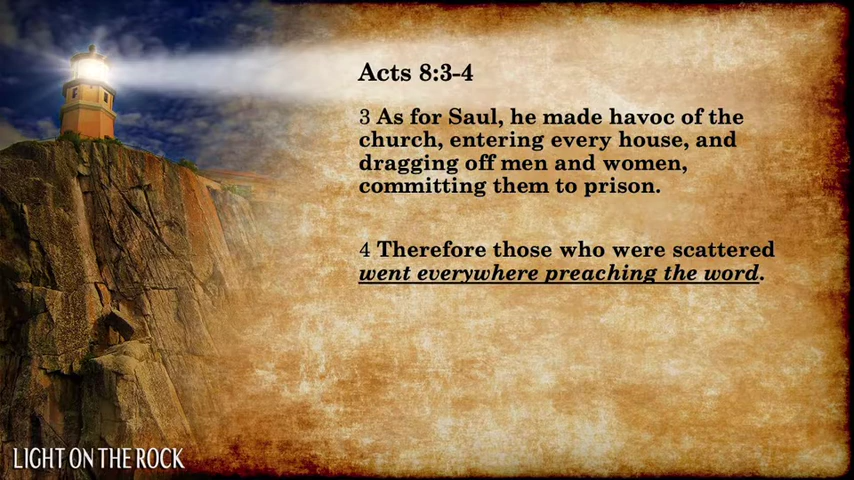 Acts 8:3-4
3 As for Saul, he made havoc of the
church, entering every house, and
dragging off men and women,
committing them to prison.
4 Therefore those who were scattered
went everywhere preaching the word.
LIGHT ON THE ROCK